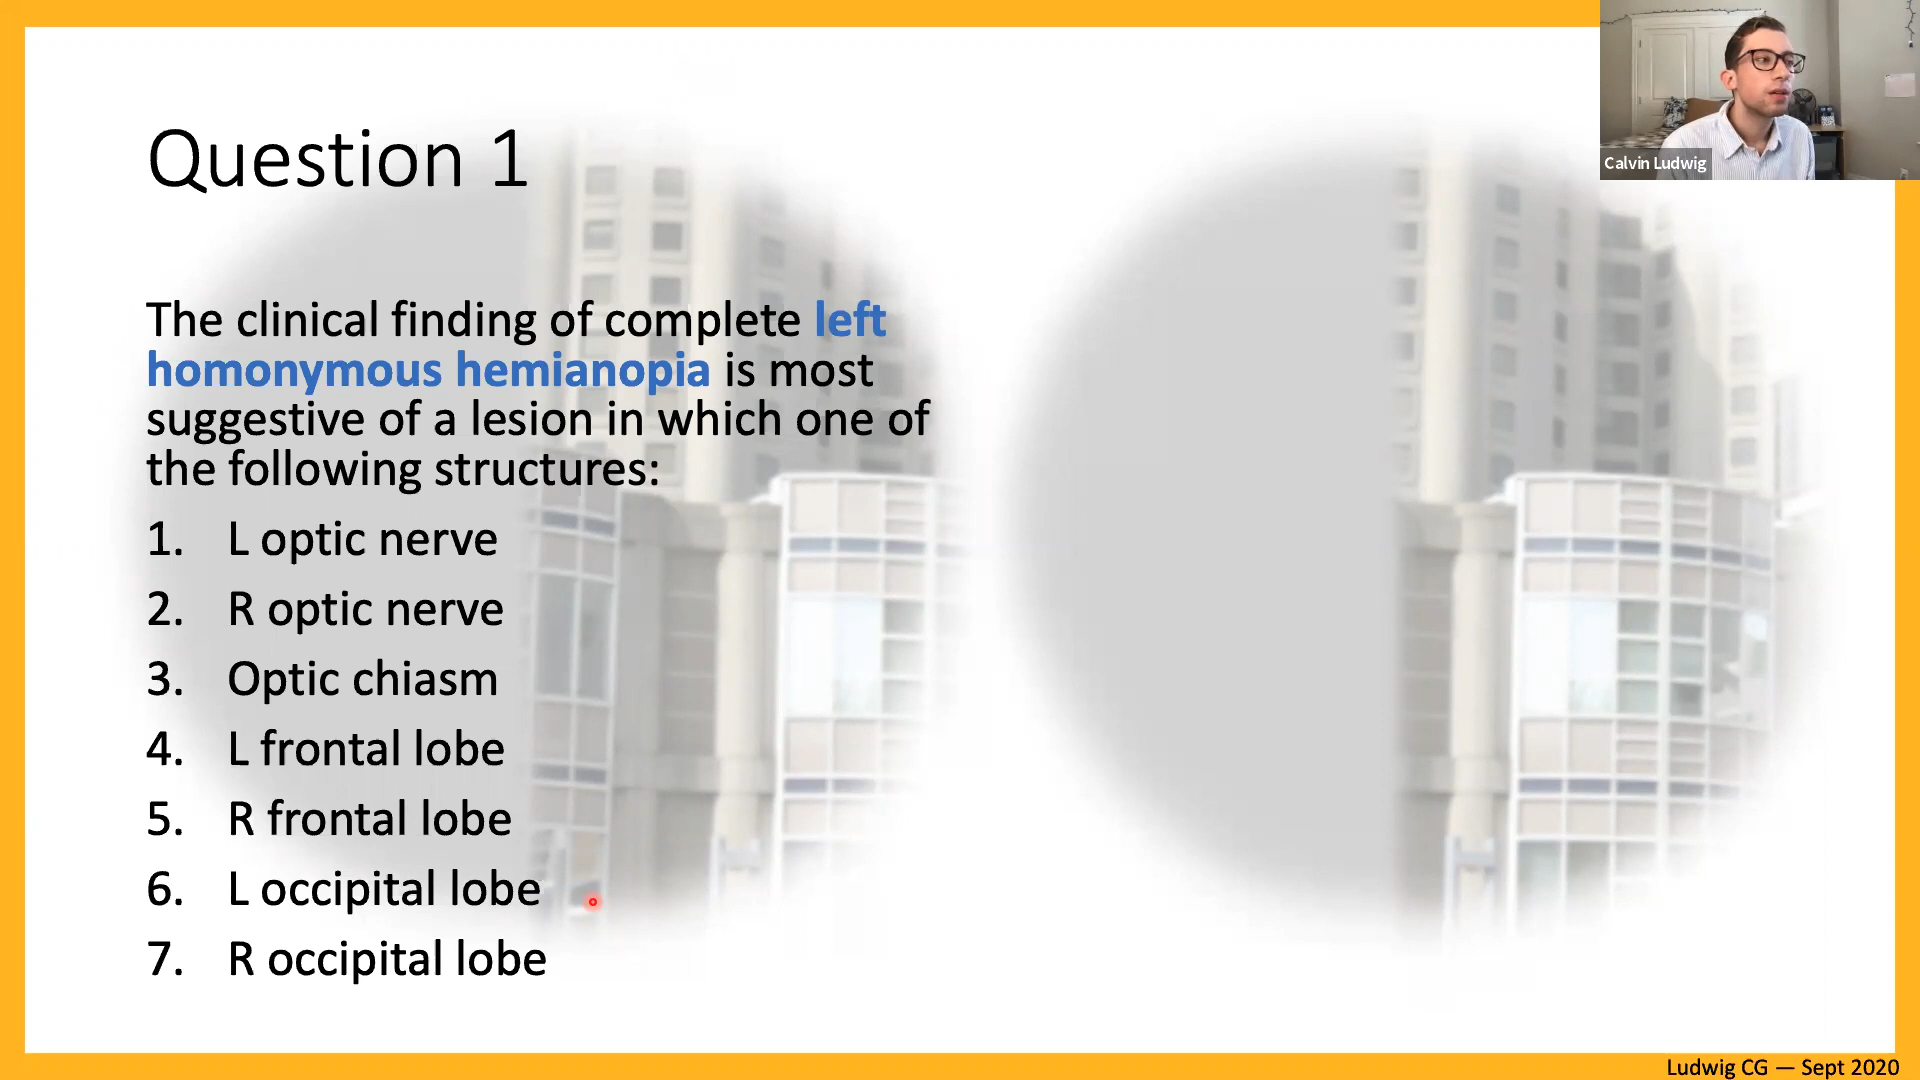 Question 1
Calvin Ludwig
The clinical finding of complete left
homonymous hemianopia is most
suggestive of a lesion in which one of
the following structures:
1. L optic nerve
2. R optic nerve
3. Optic chiasm
4. L frontal lobe
5. R frontal lobe
6. L occipital lobe
7. R occipital lobe
Ludwig CG — Sept 2020